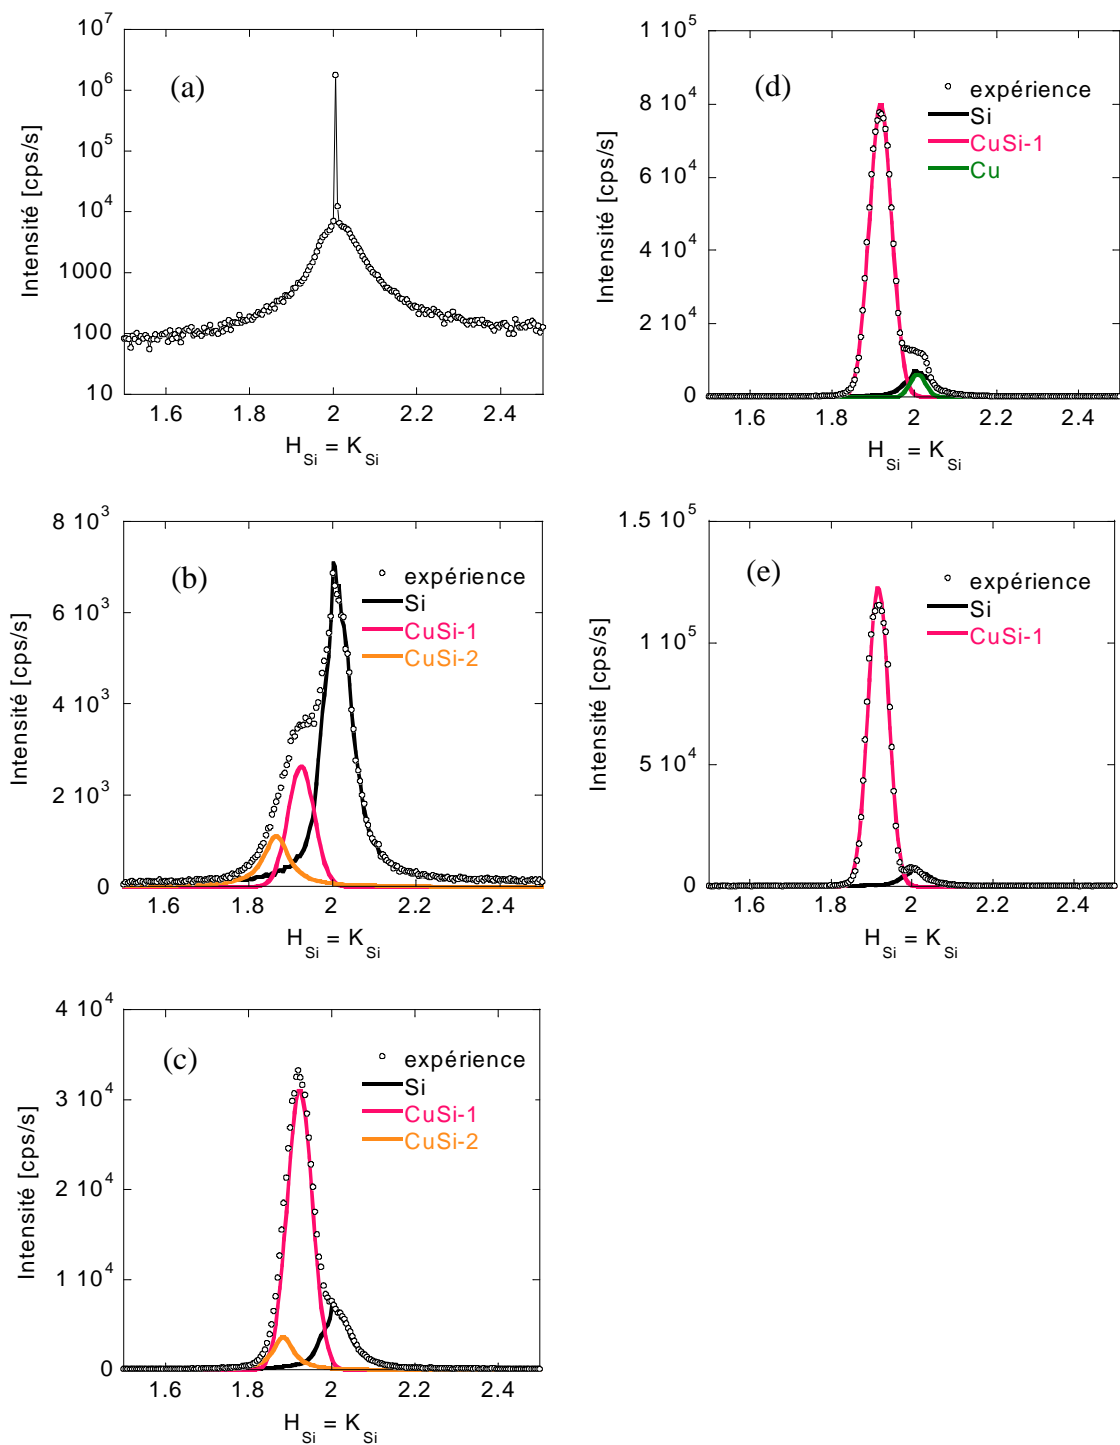 (a)
Intensité [cps/s]
10^7
10^6
10^5
10^4
1000
100
10
1.6 1.8 2 2.2 2.4
H_Si = K_Si
(d)
Intensité [cps/s]
1 10^5
8 10^4
6 10^4
4 10^4
2 10^4
0
expérience
Si
CuSi-1
Cu
1.6 1.8 2 2.2 2.4
H_Si = K_Si
(b)
Intensité [cps/s]
8 10^3
6 10^3
4 10^3
2 10^3
0
expérience
Si
CuSi-1
CuSi-2
1.6 1.8 2 2.2 2.4
H_Si = K_Si
(e)
Intensité [cps/s]
1.5 10^5
1 10^5
5 10^4
0
expérience
Si
CuSi-1
1.6 1.8 2 2.2 2.4
H_Si = K_Si
(c)
Intensité [cps/s]
4 10^4
3 10^4
2 10^4
1 10^4
0
expérience
Si
CuSi-1
CuSi-2
1.6 1.8 2 2.2 2.4
H_Si = K_Si